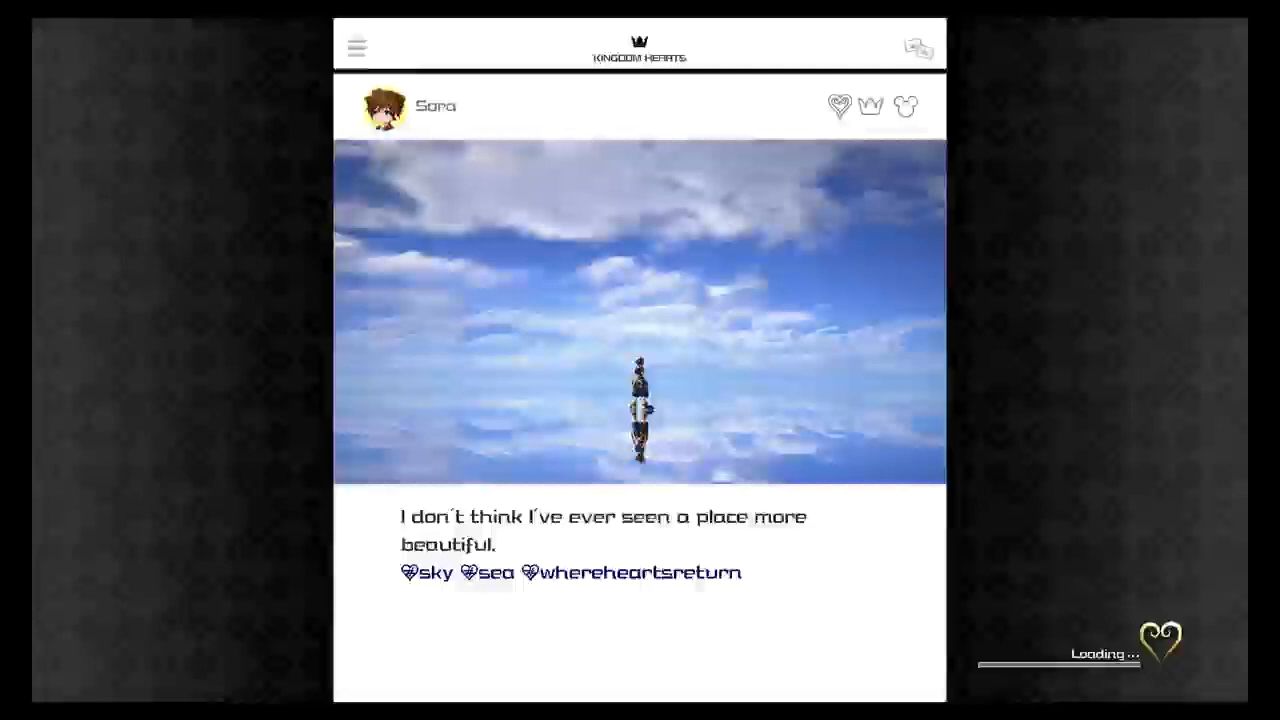 KINGDOM HEARTS
Sora
I don't think I've ever seen a place more
beautiful.
sky sea whereheartsreturn
Loading...